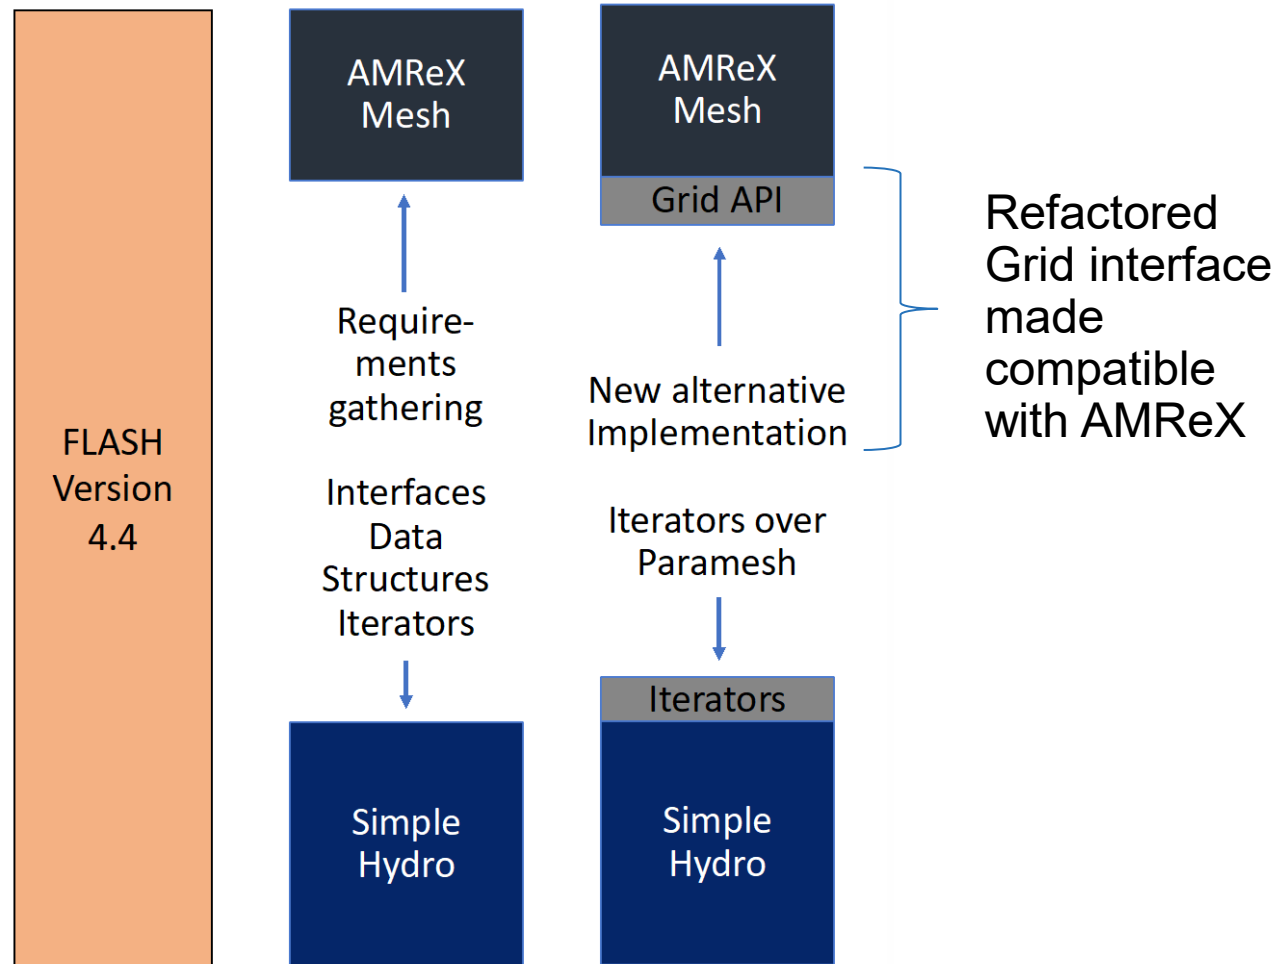 FLASH
Version
4.4
AMReX
Mesh
Require-
ments
gathering
Interfaces
Data
Structures
Iterators
Simple
Hydro
AMReX
Mesh
Grid API
New alternative
Implementation
Iterators over
Paramesh
Iterators
Simple
Hydro
Refactored
Grid interface
made
compatible
with AMReX